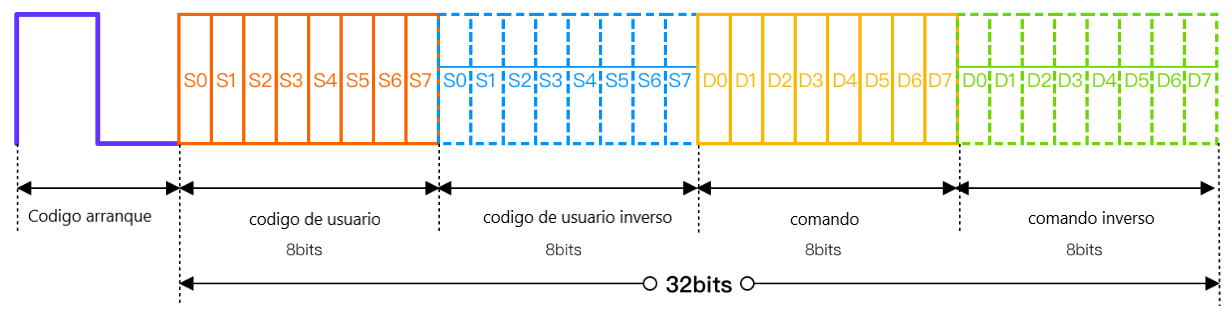 S0 S1 S2 S3 S4 S5 S6 S7 S0 S1 S2 S3 S4 S5 S6 S7 D0 D1 D2 D3 D4 D5 D6 D7 D0 D1 D2 D3 D4 D5 D6 D7
Codigo arranque codigo de usuario codigo de usuario inverso comando comando inverso
8bits 8bits 8bits 8bits
32bits